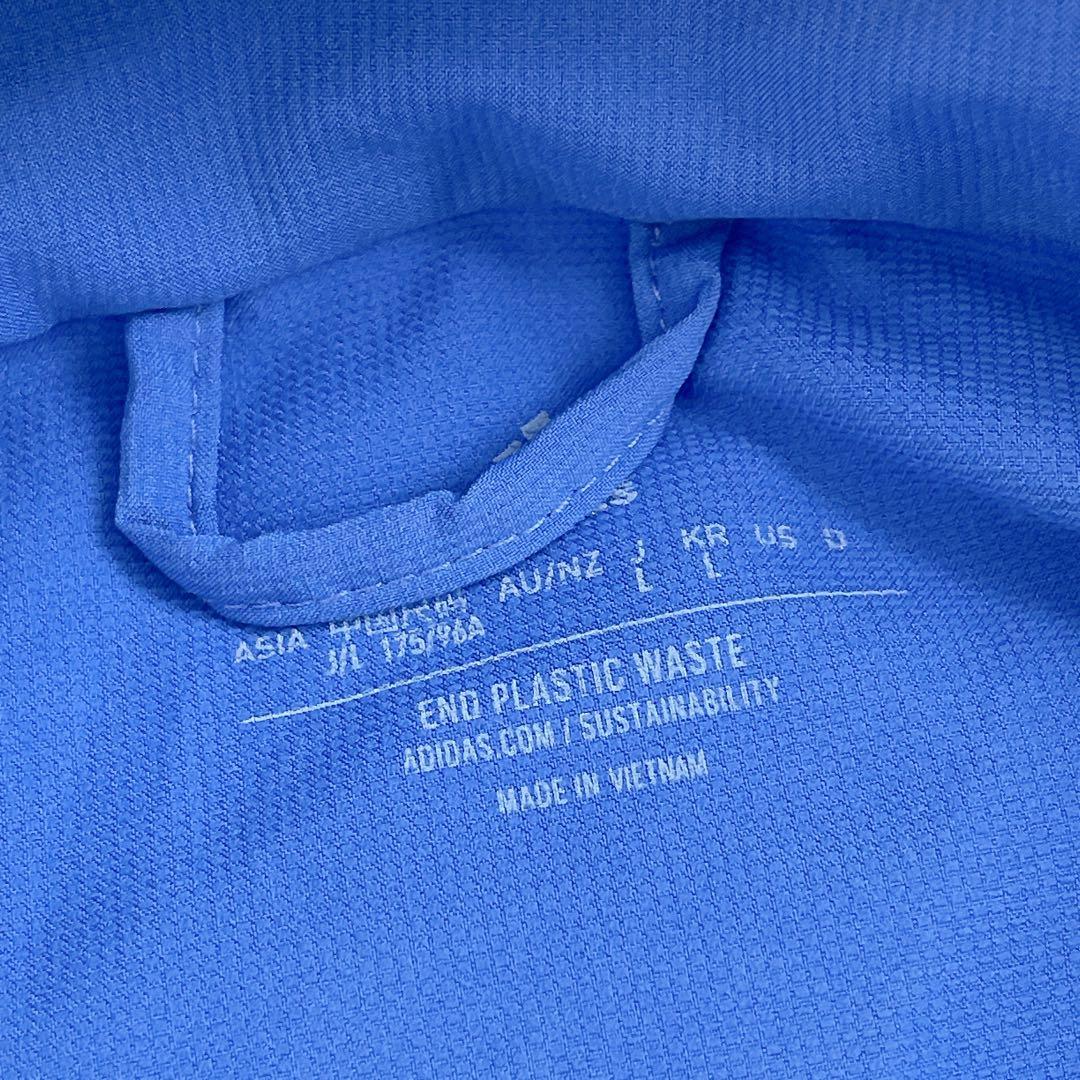 ASIA AU/NZ J KR US D
J/L 175/96A L L
END PLASTIC WASTE
ADIDAS.COM / SUSTAINABILITY
MADE IN VIETNAM